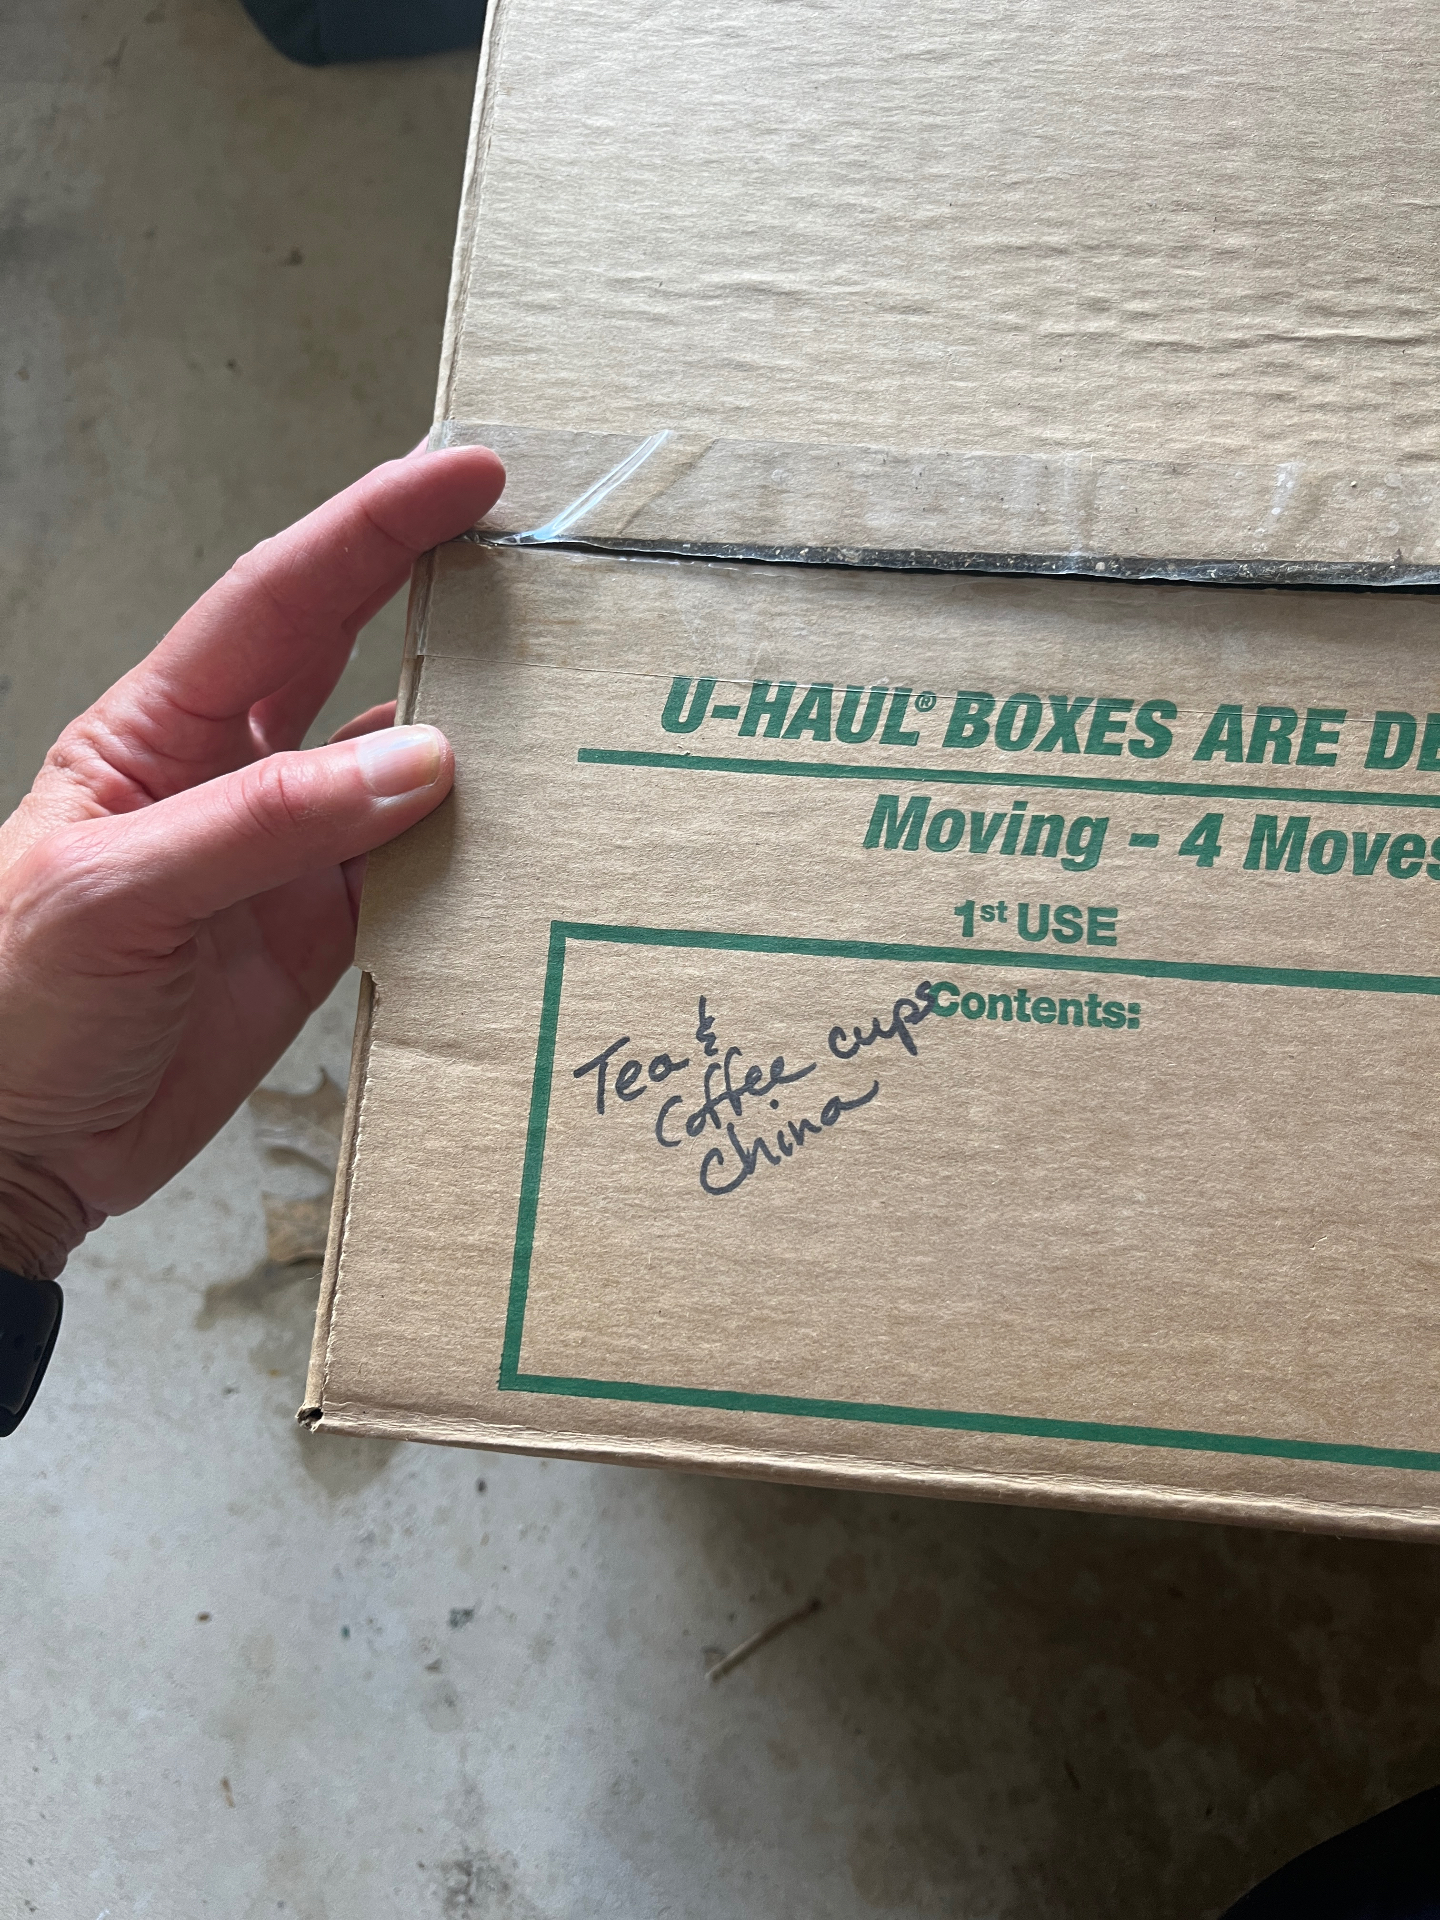 U-HAUL® BOXES ARE DE
Moving - 4 Moves
1st USE
Contents:
Tea &
Coffee cups
China